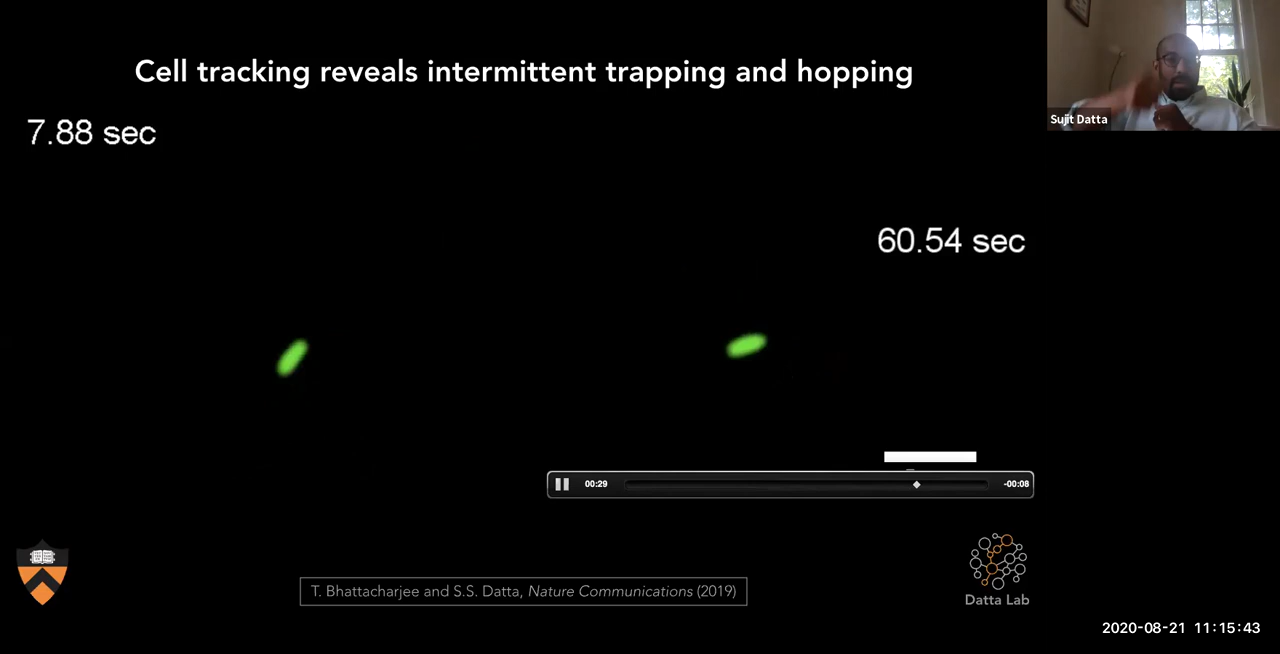 Cell tracking reveals intermittent trapping and hopping
7.88 sec
Sujit Datta
60.54 sec
00:29
-00:08
T. Bhattacharjee and S.S. Datta, Nature Communications (2019)
Datta Lab
2020-08-21 11:15:43